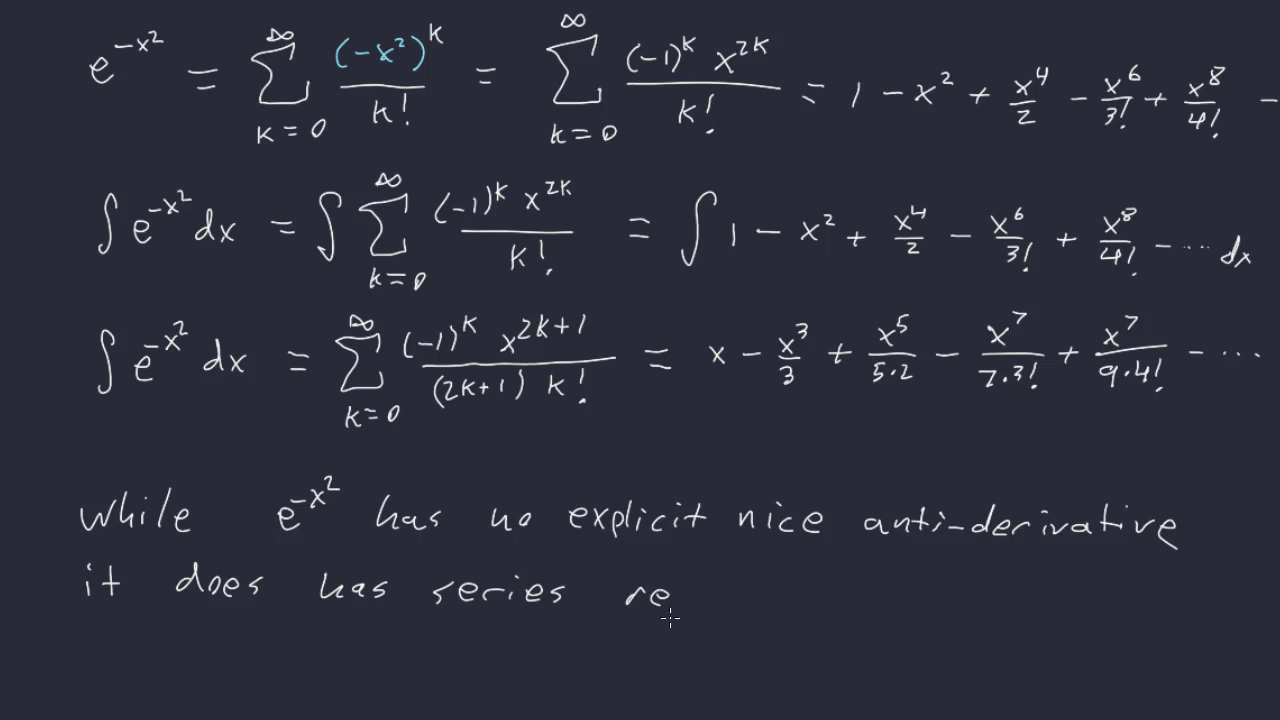 e^{-x^2} = \sum_{k=0}^{\infty} \frac{(-x^2)^k}{k!} = \sum_{k=0}^{\infty} \frac{(-1)^k x^{2k}}{k!} = 1 - x^2 + \frac{x^4}{2} - \frac{x^6}{3!} + \frac{x^8}{4!} -
\int e^{-x^2} dx = \int \sum_{k=0}^{\infty} \frac{(-1)^k x^{2k}}{k!} = \int 1 - x^2 + \frac{x^4}{2} - \frac{x^6}{3!} + \frac{x^8}{4!} - \cdots dx
\int e^{-x^2} dx = \sum_{k=0}^{\infty} \frac{(-1)^k x^{2k+1}}{(2k+1) k!} = x - \frac{x^3}{3} + \frac{x^5}{5 \cdot 2} - \frac{x^7}{7 \cdot 3!} + \frac{x^7}{9 \cdot 4!} - \cdots
while e^{-x^2} has no explicit nice anti-derivative
it does has series re